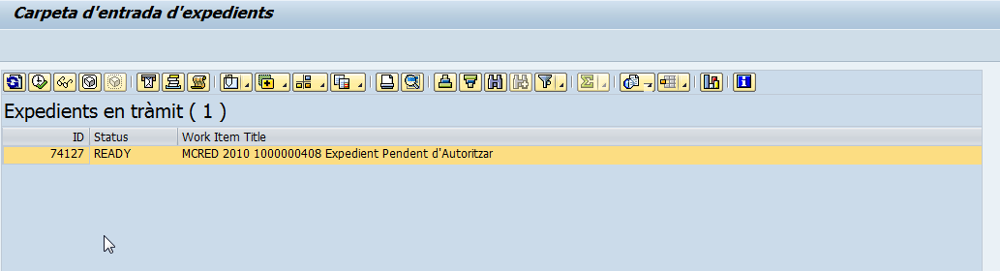 Carpeta d'entrada d'expedients
Expedients en tràmit ( 1 )
ID Status Work Item Title
74127 READY MCRED 2010 1000000408 Expedient Pendent d'Autoritzar